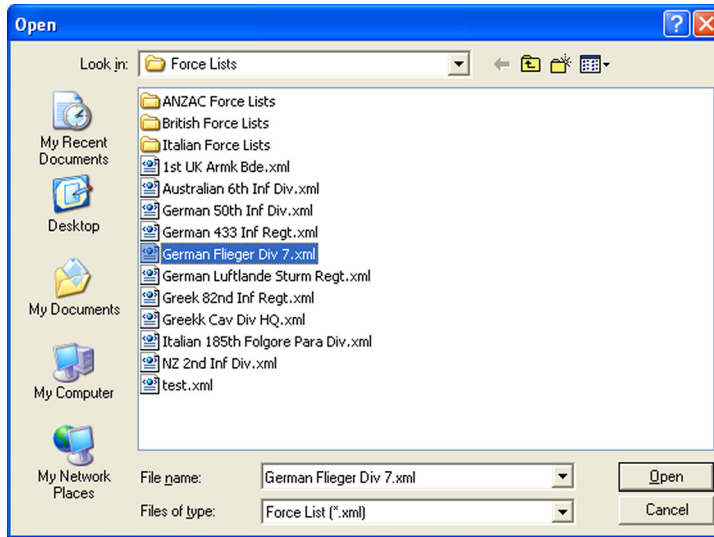 Open
Look in:
Force Lists
My Recent
Documents
Desktop
My Documents
My Computer
My Network
Places
ANZAC Force Lists
British Force Lists
Italian Force Lists
1st UK Armk Bde.xml
Australian 6th Inf Div.xml
German 50th Inf Div.xml
German 433 Inf Regt.xml
German Flieger Div 7.xml
German Luftlande Sturm Regt.xml
Greek 82nd Inf Regt.xml
Greekk Cav Div HQ.xml
Italian 185th Folgore Para Div.xml
NZ 2nd Inf Div.xml
test.xml
File name:
German Flieger Div 7.xml
Open
Files of type:
Force List (*.xml)
Cancel